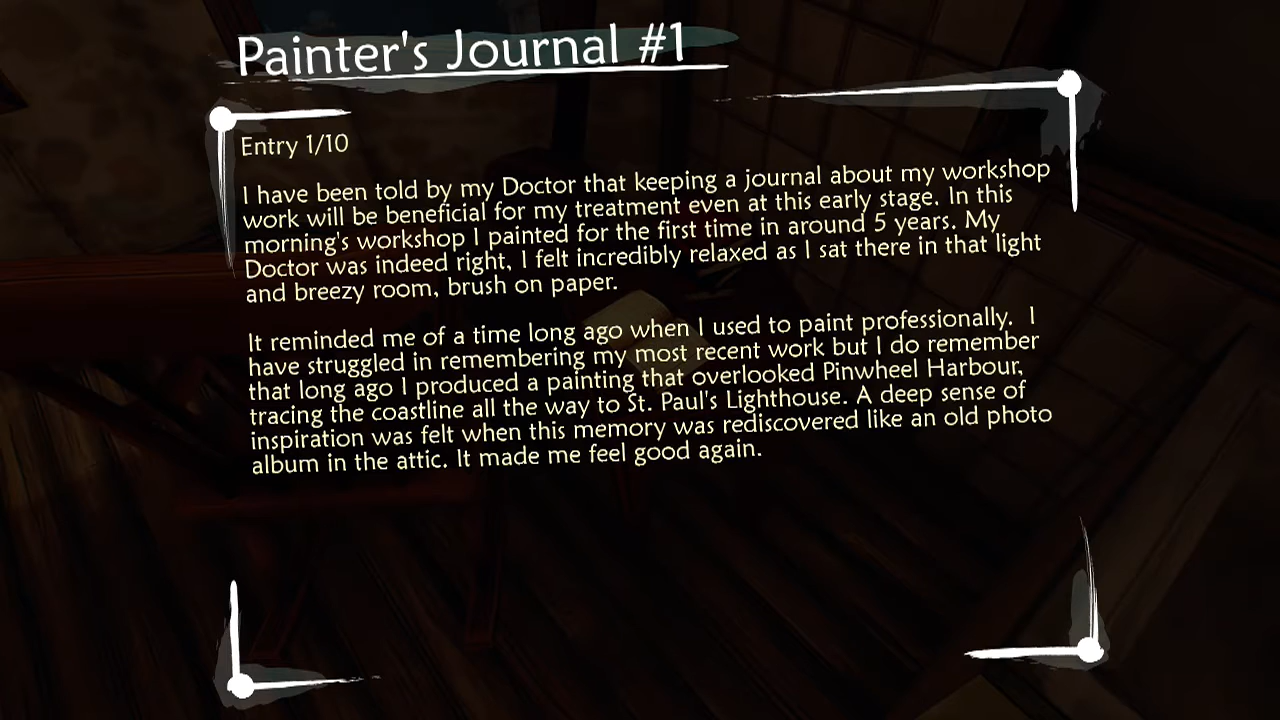 Painter's Journal #1
Entry 1/10
I have been told by my Doctor that keeping a journal about my workshop
work will be beneficial for my treatment even at this early stage. In this
morning's workshop I painted for the first time in around 5 years. My
Doctor was indeed right, I felt incredibly relaxed as I sat there in that light
and breezy room, brush on paper.
It reminded me of a time long ago when I used to paint professionally.  I
have struggled in remembering my most recent work but I do remember
that long ago I produced a painting that overlooked Pinwheel Harbour,
tracing the coastline all the way to St. Paul's Lighthouse. A deep sense of
inspiration was felt when this memory was rediscovered like an old photo
album in the attic. It made me feel good again.